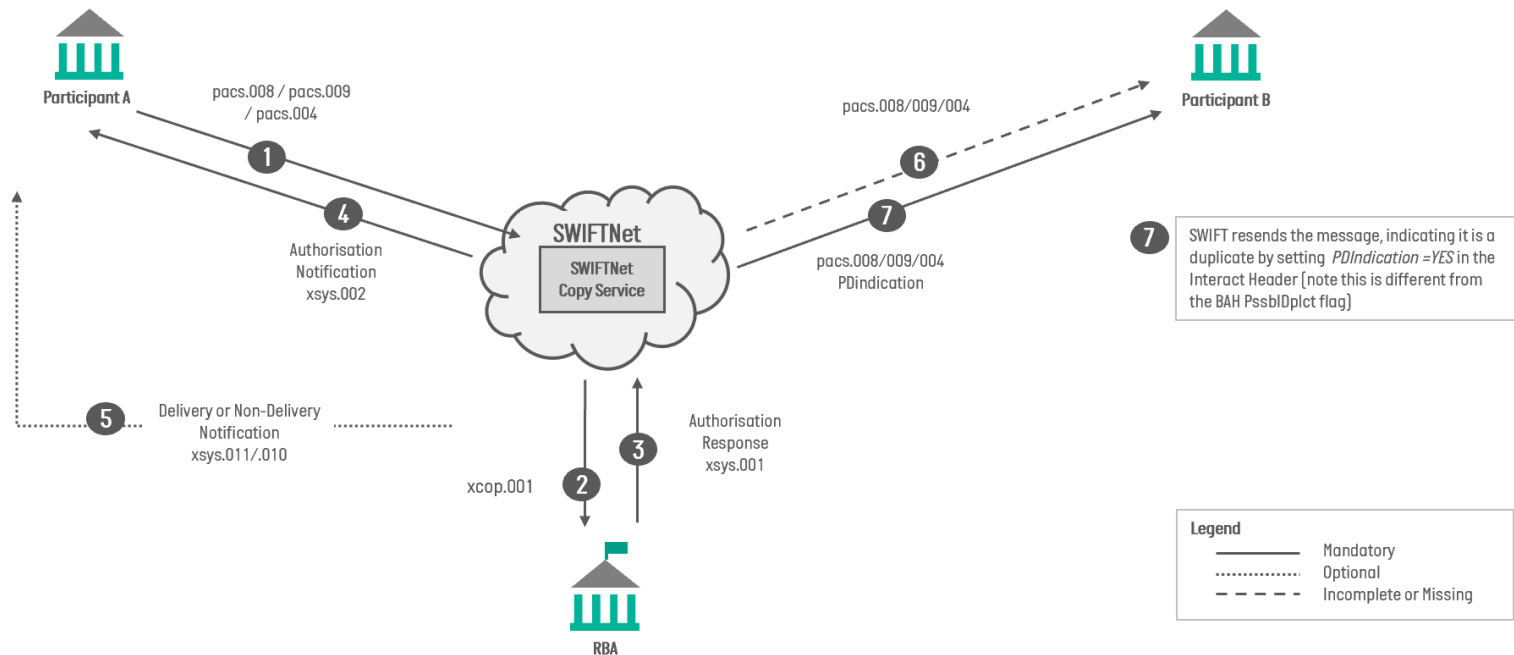 Participant A
pacs.008 / pacs.009
/ pacs.004
1
4
Authorisation
Notification
xsys.002
SWIFTNet
SWIFTNet
Copy Service
pacs.008/009/004
6
7
pacs.008/009/004
PDindication
Participant B
7
SWIFT resends the message, indicating it is a
duplicate by setting PDIndication =YES in the
Interact Header (note this is different from
the BAH PssblDplct flag)
5
Delivery or Non-Delivery
Notification
xsys.011/.010
xcop.001
2
3
Authorisation
Response
xsys.001
RBA
Legend
Mandatory
Optional
Incomplete or Missing